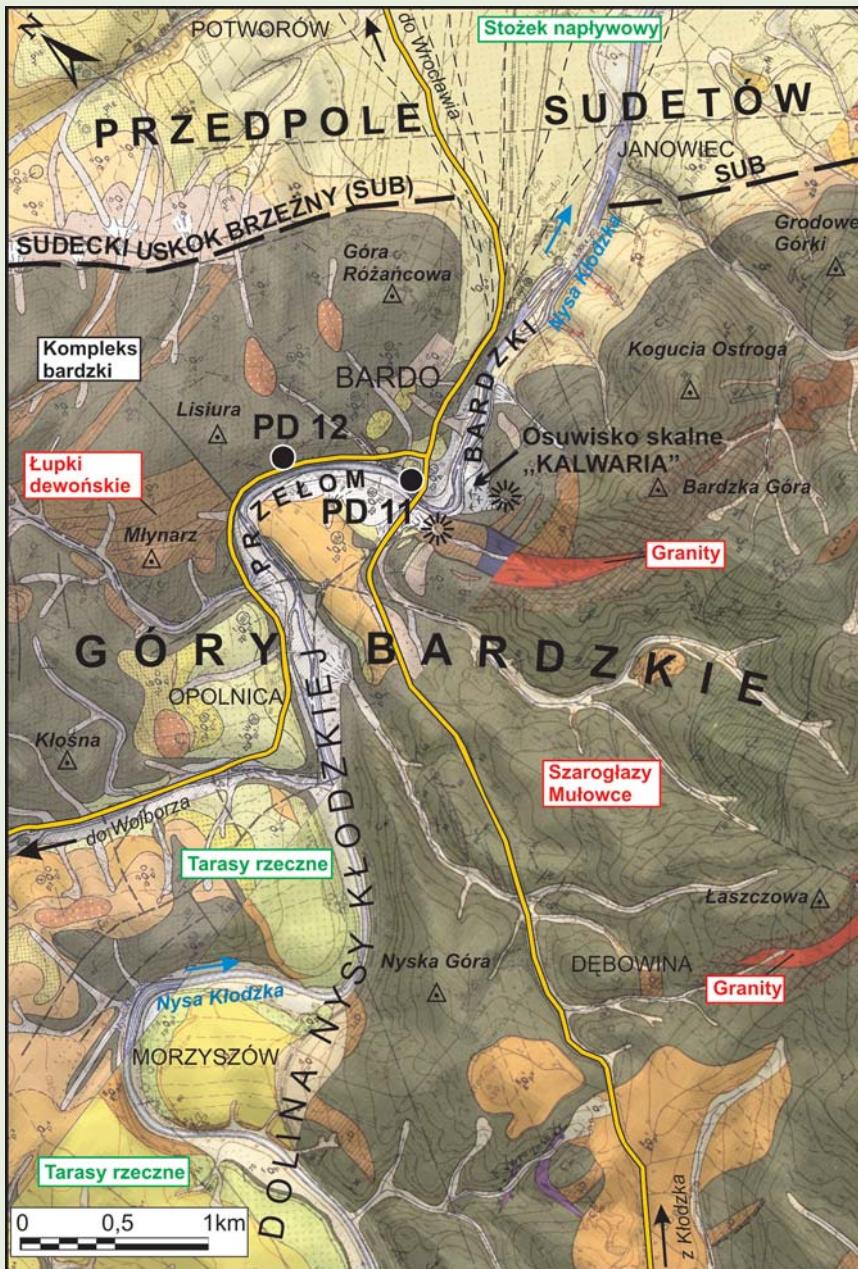 N
POTWORÓW
do Wrocławia
Stożek napływowy
PRZEDPOLE SUDETÓW
JANOWIEC
SUB
SUDECKI USKOK BRZEŻNY (SUB)
Góra
Różańcowa
Grodowe
Górki
Nysa Kłodzka
Kompleks
bardzki
BARDO
Kogucia Ostroga
Lisiura
PD 12
Osuwisko skalne
„KALWARIA”
PRZEŁOM BARDZKI
Łupki
dewońskie
PD 11
Bardzka Góra
Młynarz
Granity
GÓRY BARDZKIE
OPOLNICA
Kłośna
Szarogłazy
Mułowce
do Wojborza
Tarasy rzeczne
Łaszczowa
Nyska Góra
DĘBOWINA
Nysa Kłodzka
Granity
MORZYSZÓW
DOLINA NYSY KŁODZKIEJ
Tarasy rzeczne
0 0,5 1km
z Kłodzka